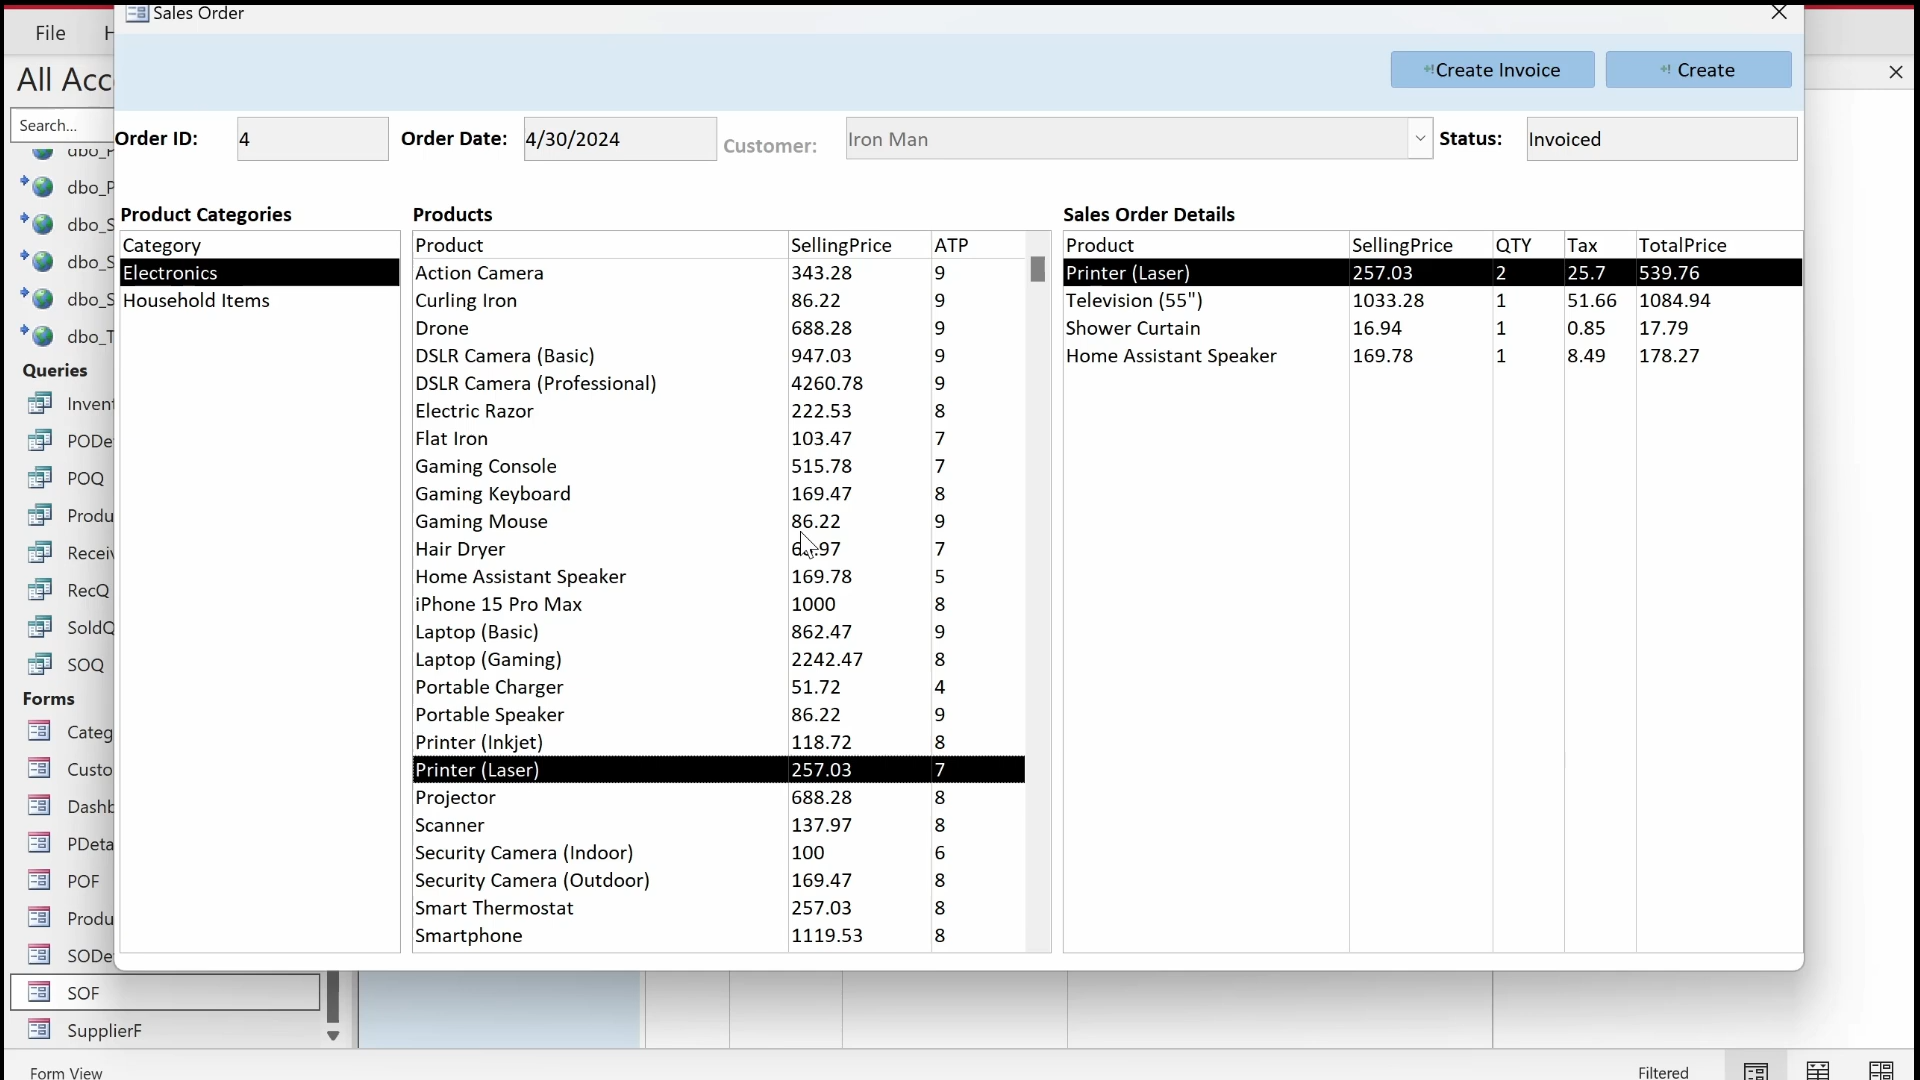 Sales Order
File
H
All Acc
Create Invoice
Create
Search...
Order ID:
4
Order Date:
4/30/2024
Customer:
Iron Man
Status:
Invoiced
dbo_P
dbo_P
dbo_S
dbo_S
dbo_S
dbo_T
Queries
Invent
PODe
POQ
Produ
Receiv
RecQ
SoldQ
SOQ
Forms
Categ
Custo
Dashb
PDeta
POF
Produ
SODe
SOF
SupplierF
Product Categories
Category
Electronics
Household Items
Products
Product SellingPrice ATP
Action Camera 343.28 9
Curling Iron 86.22 9
Drone 688.28 9
DSLR Camera (Basic) 947.03 9
DSLR Camera (Professional) 4260.78 9
Electric Razor 222.53 8
Flat Iron 103.47 7
Gaming Console 515.78 7
Gaming Keyboard 169.47 8
Gaming Mouse 86.22 9
Hair Dryer 7
Home Assistant Speaker 169.78 5
iPhone 15 Pro Max 1000 8
Laptop (Basic) 862.47 9
Laptop (Gaming) 2242.47 8
Portable Charger 51.72 4
Portable Speaker 86.22 9
Printer (Inkjet) 118.72 8
Printer (Laser) 257.03 7
Projector 688.28 8
Scanner 137.97 8
Security Camera (Indoor) 100 6
Security Camera (Outdoor) 169.47 8
Smart Thermostat 257.03 8
Smartphone 1119.53 8
Sales Order Details
Product SellingPrice QTY Tax TotalPrice
Printer (Laser) 257.03 2 25.7 539.76
Television (55") 1033.28 1 51.66 1084.94
Shower Curtain 16.94 1 0.85 17.79
Home Assistant Speaker 169.78 1 8.49 178.27
Form View
Filtered